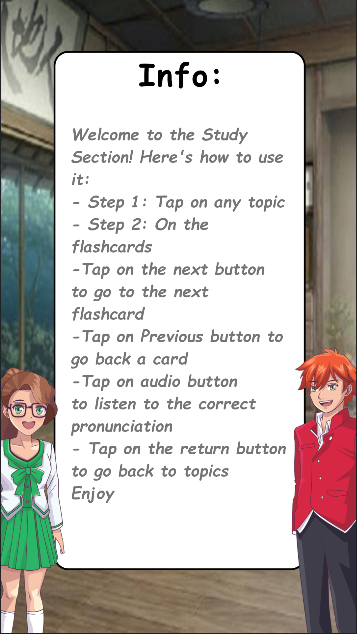 Info:
Welcome to the Study
Section! Here's how to use
it:
- Step 1: Tap on any topic
- Step 2: On the
flashcards
-Tap on the next button
to go to the next
flashcard
-Tap on Previous button to
go back a card
-Tap on audio button
to listen to the correct
pronunciation
- Tap on the return button
to go back to topics
Enjoy